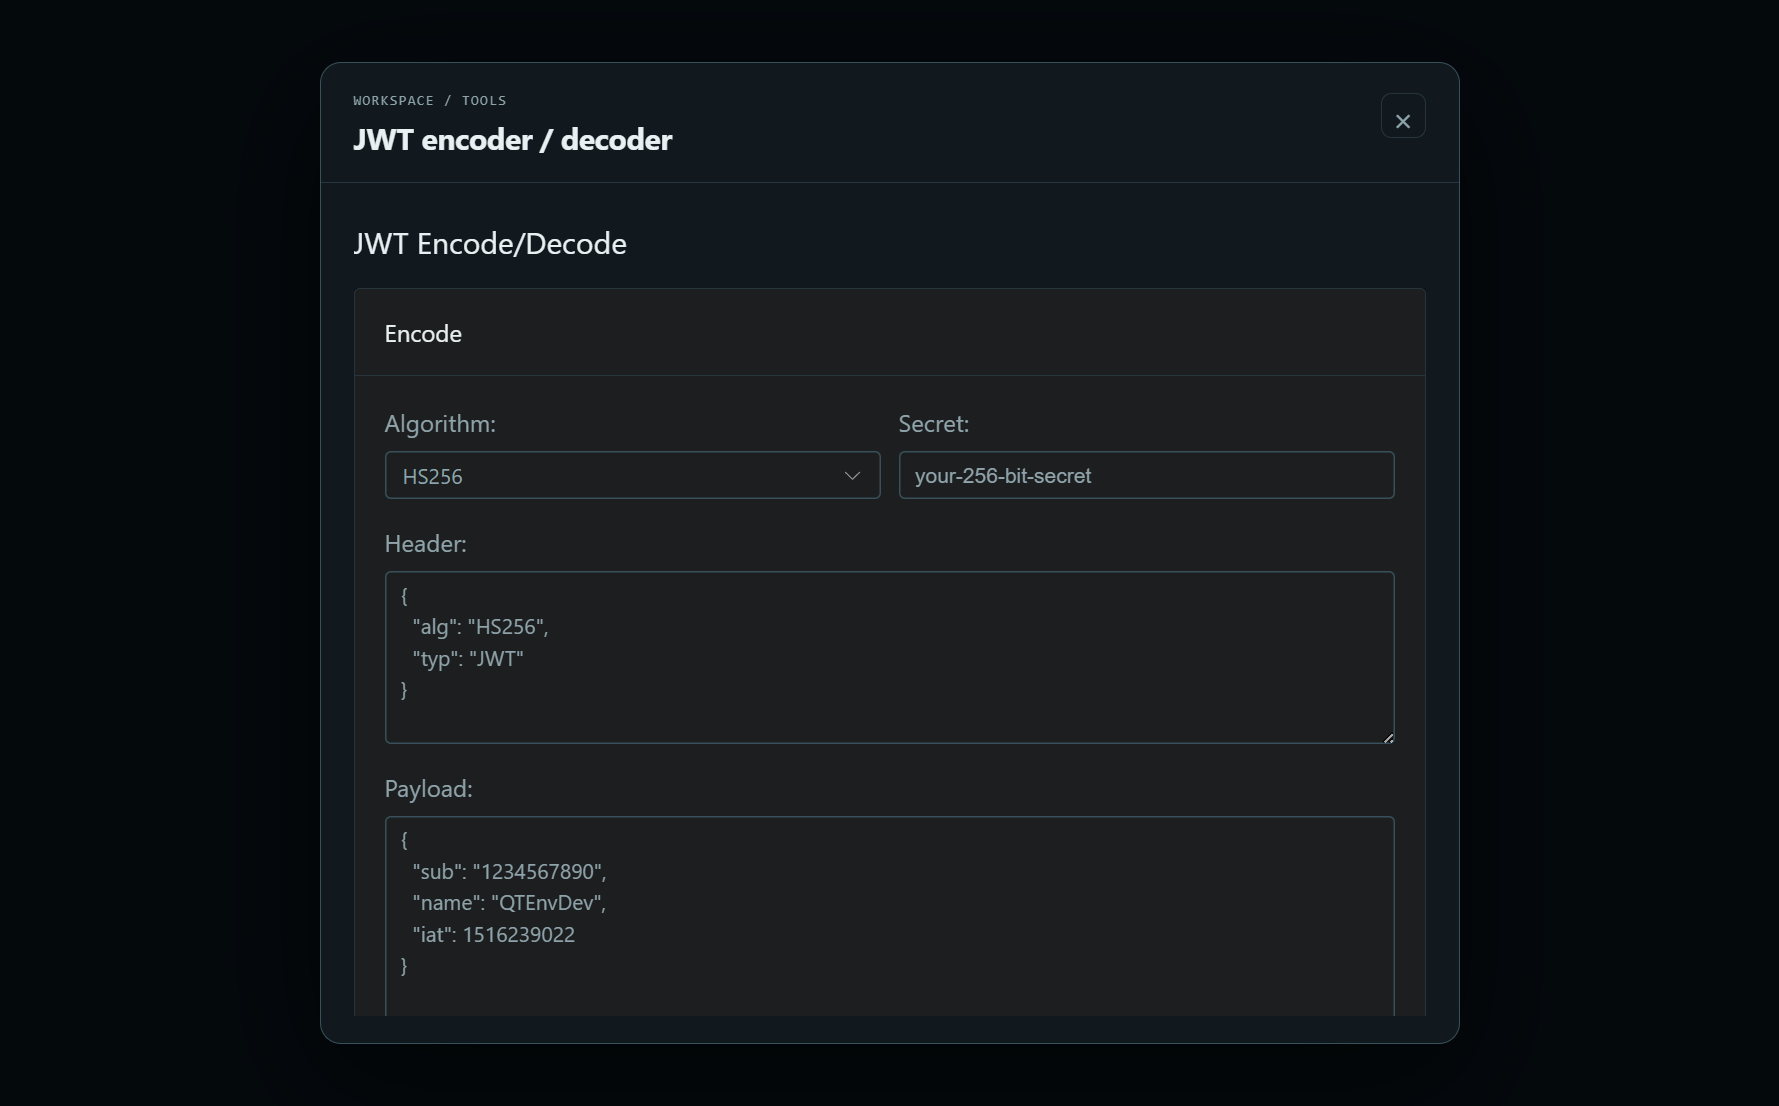 WORKSPACE / TOOLS
JWT encoder / decoder
JWT Encode/Decode
Encode
Algorithm:
Secret:
HS256
your-256-bit-secret
Header:
{
"alg": "HS256",
"typ": "JWT"
}
Payload:
{
"sub": "1234567890",
"name": "QTEnvDev",
"iat": 1516239022
}